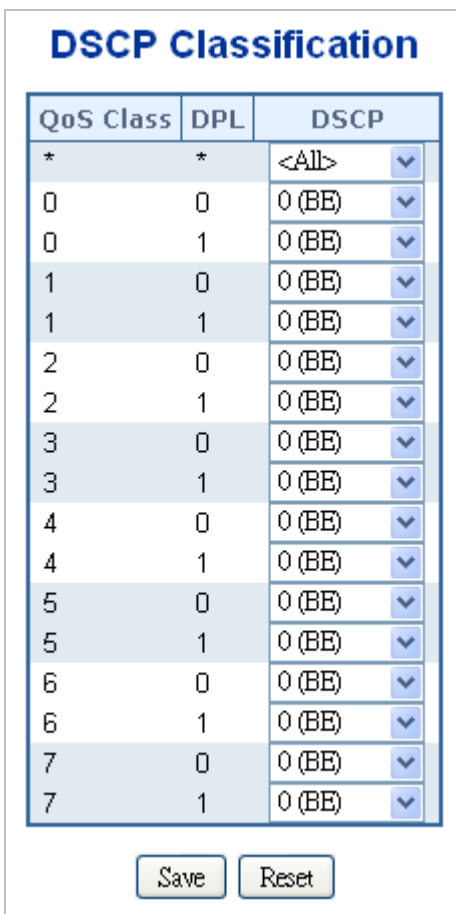 DSCP Classification
QoS Class DPL DSCP
* * <All>
0 0 0 (BE)
0 1 0 (BE)
1 0 0 (BE)
1 1 0 (BE)
2 0 0 (BE)
2 1 0 (BE)
3 0 0 (BE)
3 1 0 (BE)
4 0 0 (BE)
4 1 0 (BE)
5 0 0 (BE)
5 1 0 (BE)
6 0 0 (BE)
6 1 0 (BE)
7 0 0 (BE)
7 1 0 (BE)
Save Reset